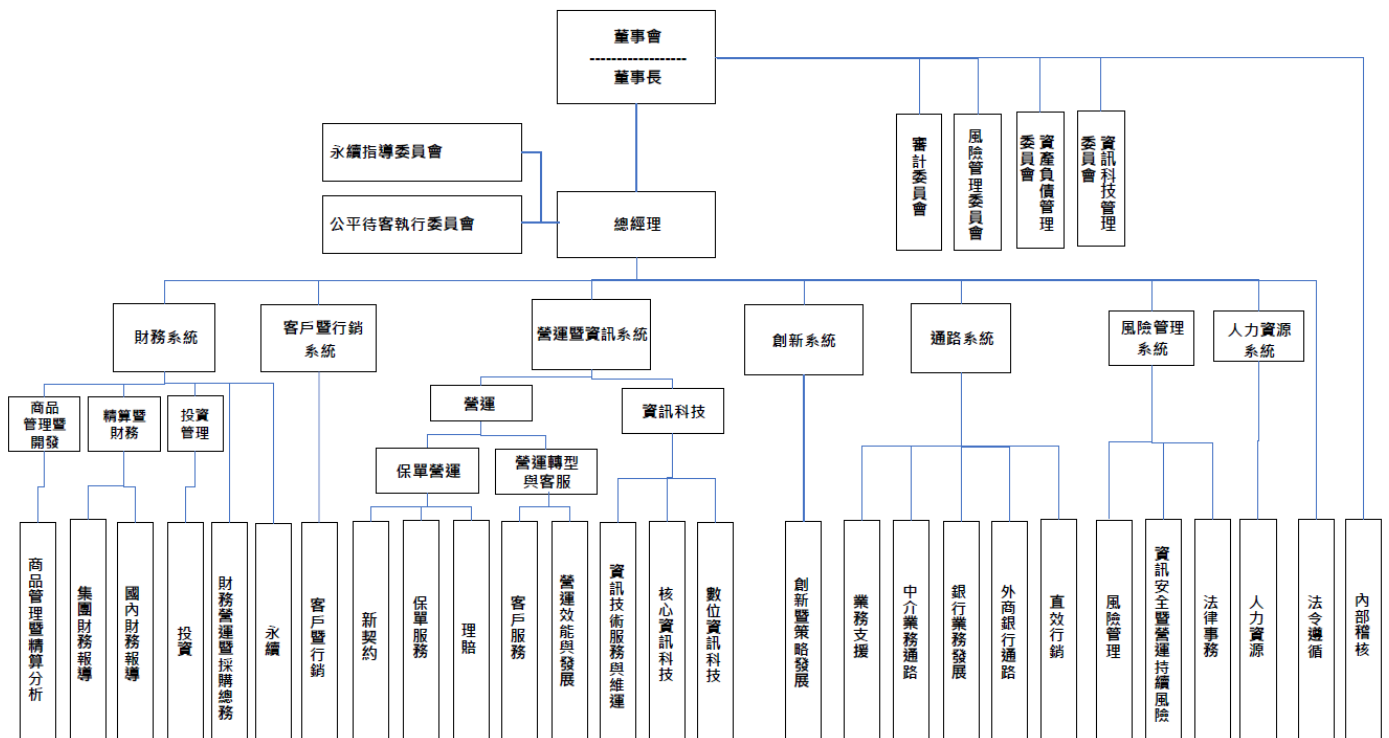 董事會
------------------
董事長
永續指導委員會
公平待客執行委員會
總經理
審計委員會
風險管理委員會
資產負債管理
委員會
資訊科技管理
委員會
財務系統
客戶暨行銷
系統
營運暨資訊系統
創新系統
通路系統
風險管理
系統
人力資源
系統
商品
管理暨
開發
精算暨
財務
投資
管理
營運
資訊科技
保單營運
營運轉型
與客服
商品管理暨精算分析
集團財務報導
國內財務報導
投資
財務營運暨採購總務
永續
客戶暨行銷
新契約
保單服務
理賠
客戶服務
營運效能與發展
資訊技術服務與維運
核心資訊科技
數位資訊科技
創新暨策略發展
業務支援
中介業務通路
銀行業務發展
外商銀行通路
直效行銷
風險管理
資訊安全暨營運持續風險
法律事務
人力資源
法令遵循
內部稽核